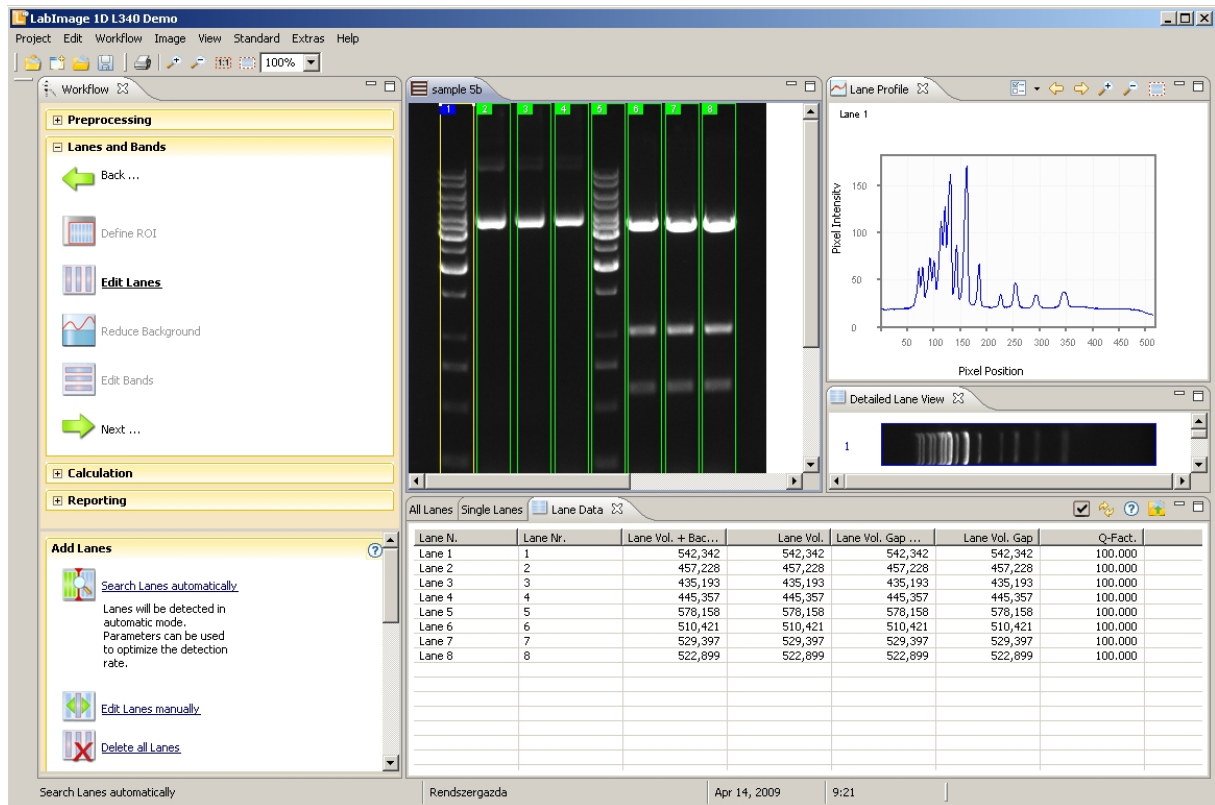 LabImage 1D L340 Demo
Project Edit Workflow Image View Standard Extras Help
1:1 100%
Workflow
Preprocessing
Lanes and Bands
Back ...
Define ROI
Edit Lanes
Reduce Background
Edit Bands
Next ...
Calculation
Reporting
Add Lanes
Search Lanes automatically
Lanes will be detected in
automatic mode.
Parameters can be used
to optimize the detection
rate.
Edit Lanes manually
Delete all Lanes
sample 5b
1 2 3 4 5 6 7 8
Lane Profile
Lane 1
Pixel Intensity
150
100
50
0
50 100 150 200 250 300 350 400 450 500
Pixel Position
Detailed Lane View
1
All Lanes Single Lanes Lane Data
Lane N. Lane Nr. Lane Vol. + Bac... Lane Vol. Lane Vol. Gap ... Lane Vol. Gap Q-Fact.
Lane 1 1 542,342 542,342 542,342 542,342 100.000
Lane 2 2 457,228 457,228 457,228 457,228 100.000
Lane 3 3 435,193 435,193 435,193 435,193 100.000
Lane 4 4 445,357 445,357 445,357 445,357 100.000
Lane 5 5 578,158 578,158 578,158 578,158 100.000
Lane 6 6 510,421 510,421 510,421 510,421 100.000
Lane 7 7 529,397 529,397 529,397 529,397 100.000
Lane 8 8 522,899 522,899 522,899 522,899 100.000
Search Lanes automatically Rendszergazda Apr 14, 2009 9:21